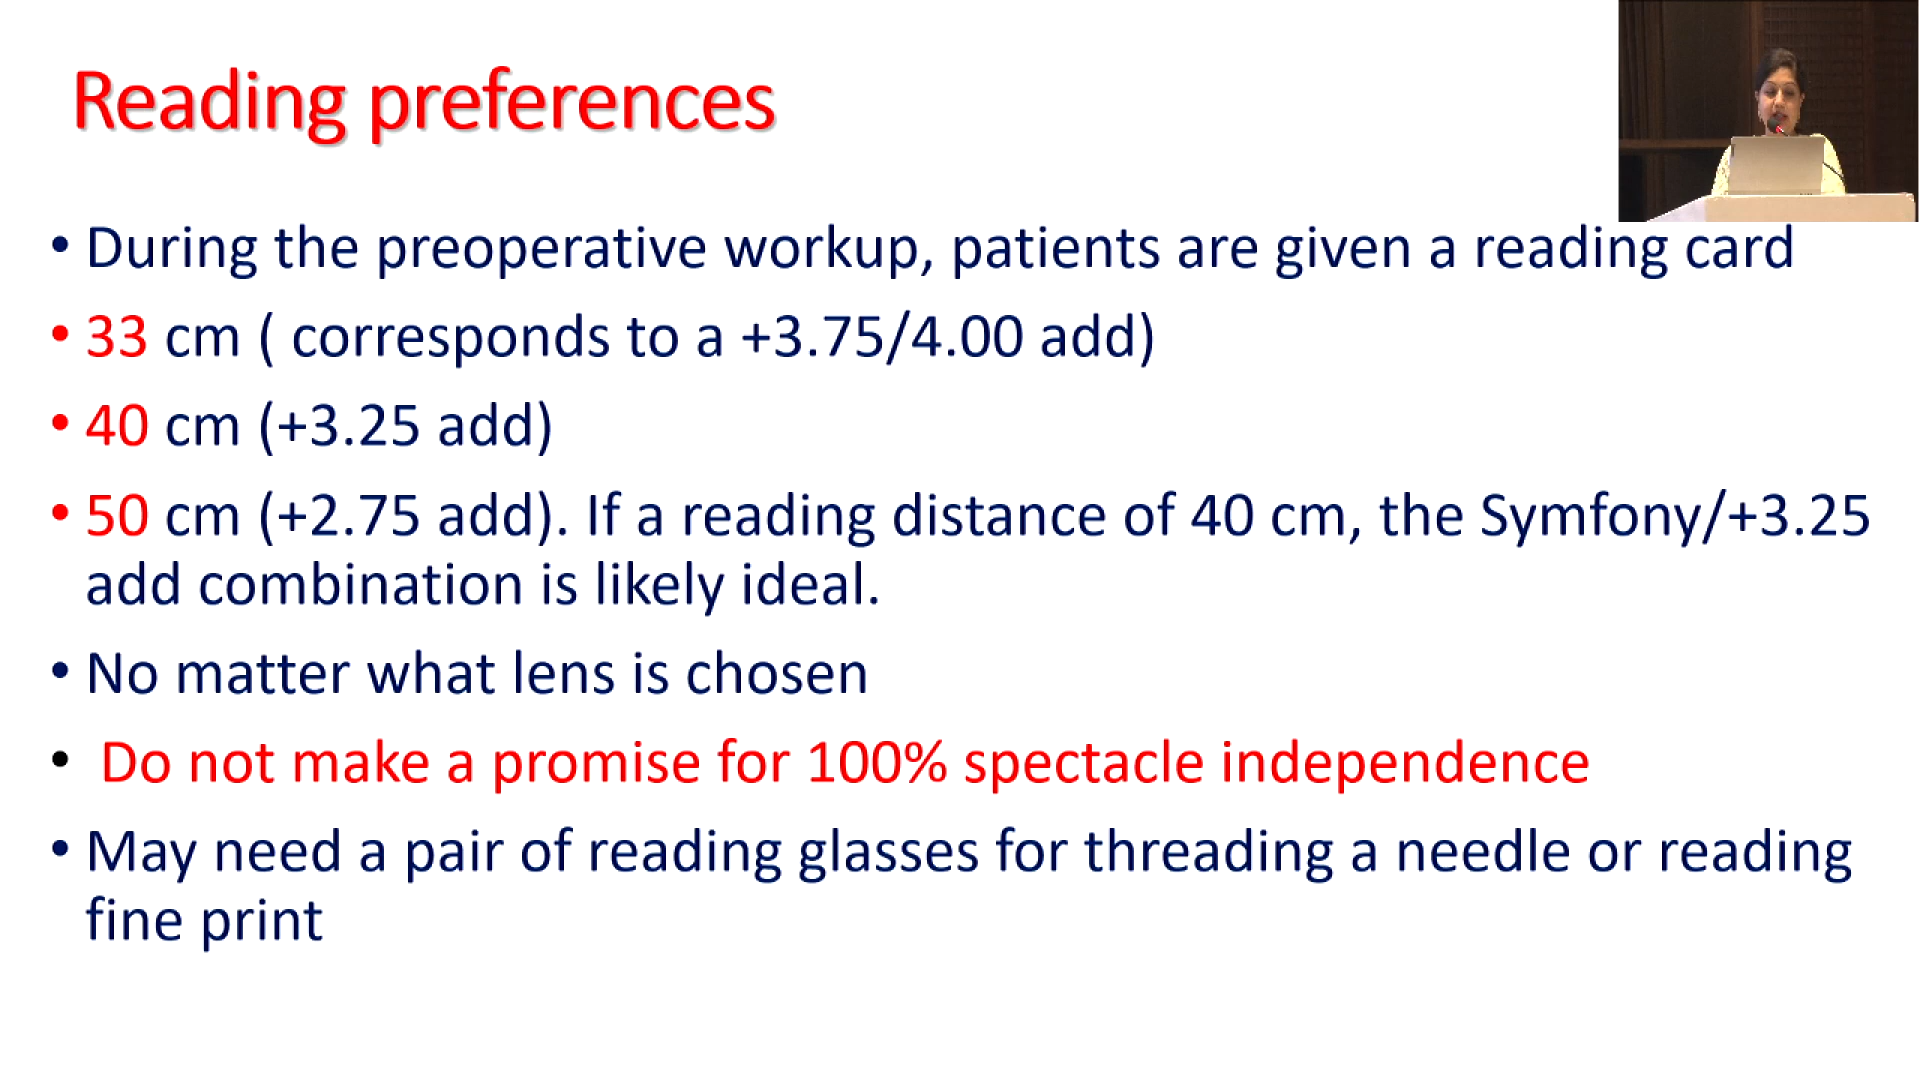 Reading preferences
• During the preoperative workup, patients are given a reading card
• 33 cm ( corresponds to a +3.75/4.00 add)
• 40 cm (+3.25 add)
• 50 cm (+2.75 add). If a reading distance of 40 cm, the Symfony/+3.25
add combination is likely ideal.
• No matter what lens is chosen
• Do not make a promise for 100% spectacle independence
• May need a pair of reading glasses for threading a needle or reading
fine print